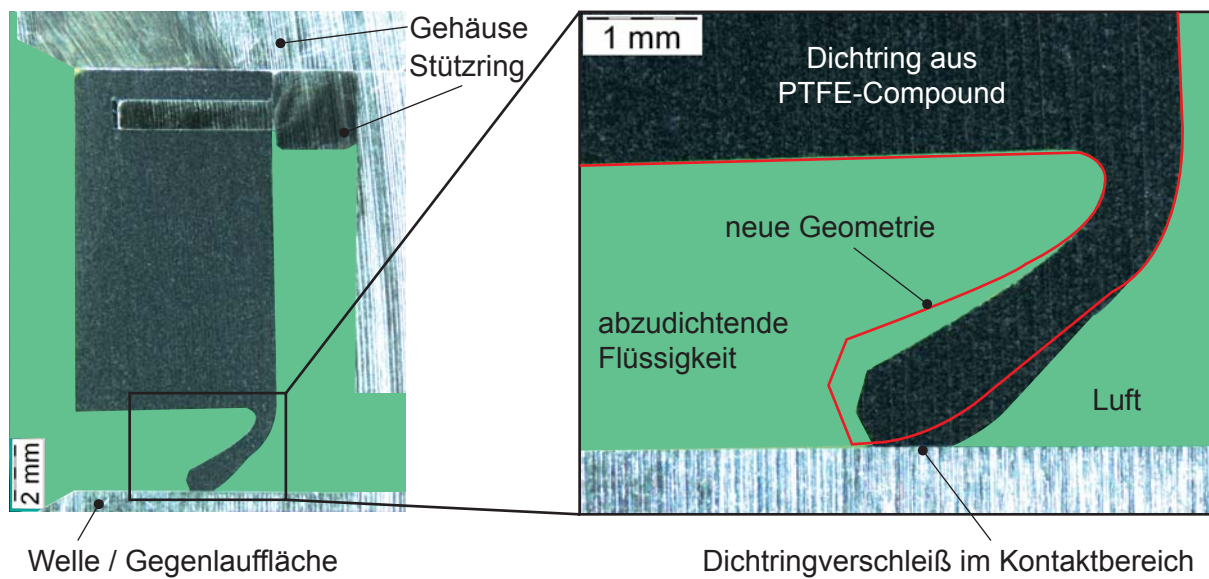 Gehäuse
Stützring
2 mm
Welle / Gegenlauffläche
1 mm
Dichtring aus
PTFE-Compound
neue Geometrie
abzudichtende
Flüssigkeit
Luft
Dichtringverschleiß im Kontaktbereich